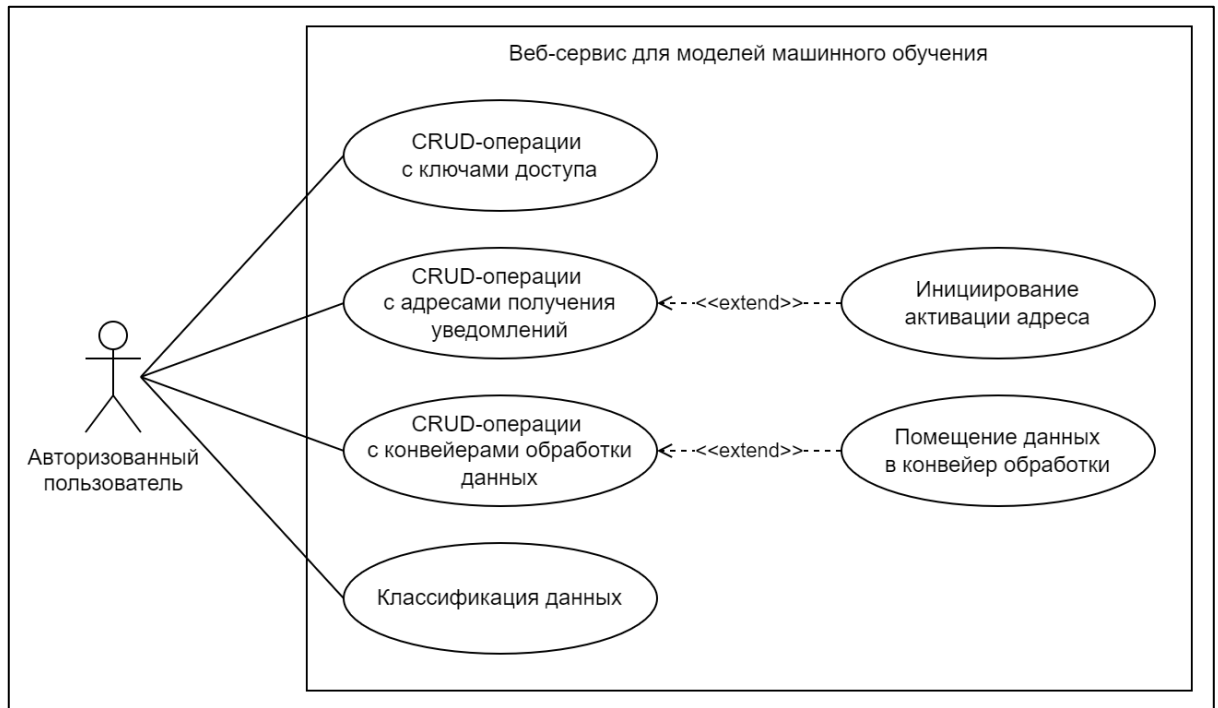 Веб-сервис для моделей машинного обучения
CRUD-операции
с ключами доступа
CRUD-операции
с адресами получения
уведомлений
<<extend>>
Инициирование
активации адреса
CRUD-операции
с конвейерами обработки
данных
<<extend>>
Помещение данных
в конвейер обработки
Авторизованный
пользователь
Классификация данных